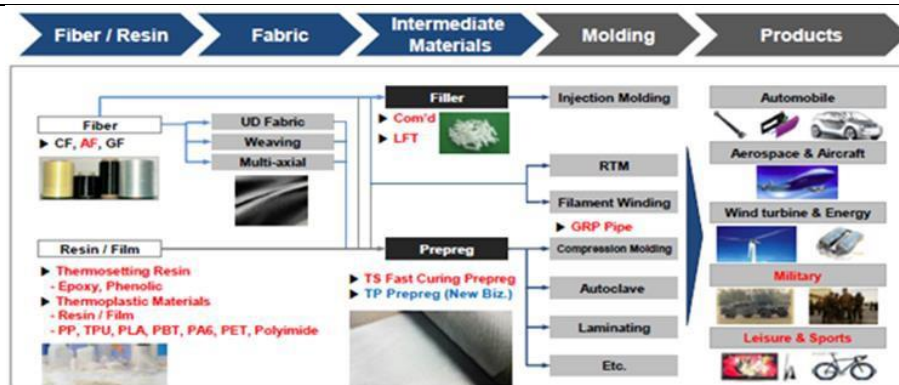 Fiber / Resin
Fabric
Intermediate
Materials
Molding
Products
Fiber
► CF, AF, GF
UD Fabric
Weaving
Multi-axial
Filler
► Com'd
► LFT
Injection Molding
RTM
Filament Winding
► GRP Pipe
Compression Molding
Autoclave
Laminating
Etc.
Resin / Film
► Thermosetting Resin
- Epoxy, Phenolic
► Thermoplastic Materials
- Resin / Film
- PP, TPU, PLA, PBT, PA6, PET, Polyimide
Prepreg
► TS Fast Curing Prepreg
► TP Prepreg (New Biz.)
Automobile
Aerospace & Aircraft
Wind turbine & Energy
Military
Leisure & Sports